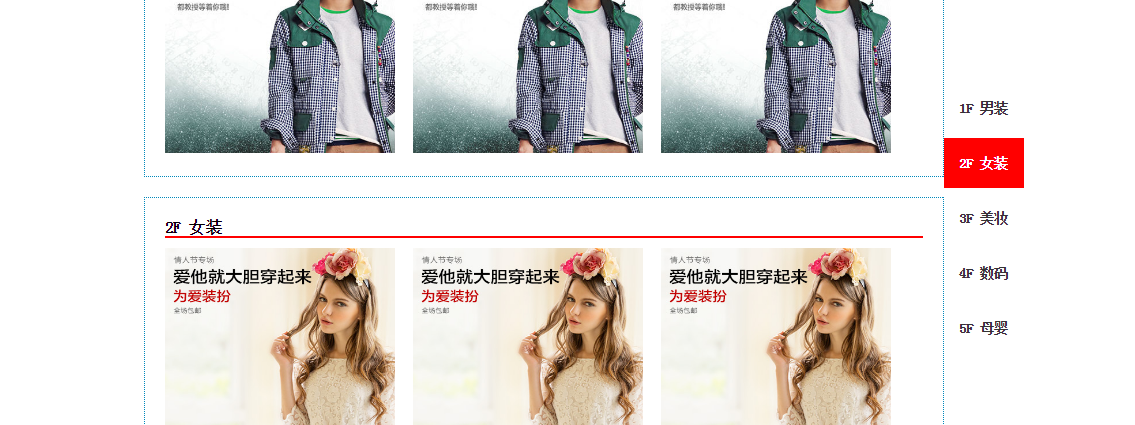 都教授等着你哦!
都教授等着你哦!
都教授等着你哦!
1F 男装
2F 女装
3F 美妆
4F 数码
5F 母婴
2F 女装
情人节专场
爱他就大胆穿起来
为爱装扮
全场包邮
情人节专场
爱他就大胆穿起来
为爱装扮
全场包邮
情人节专场
爱他就大胆穿起来
为爱装扮
全场包邮